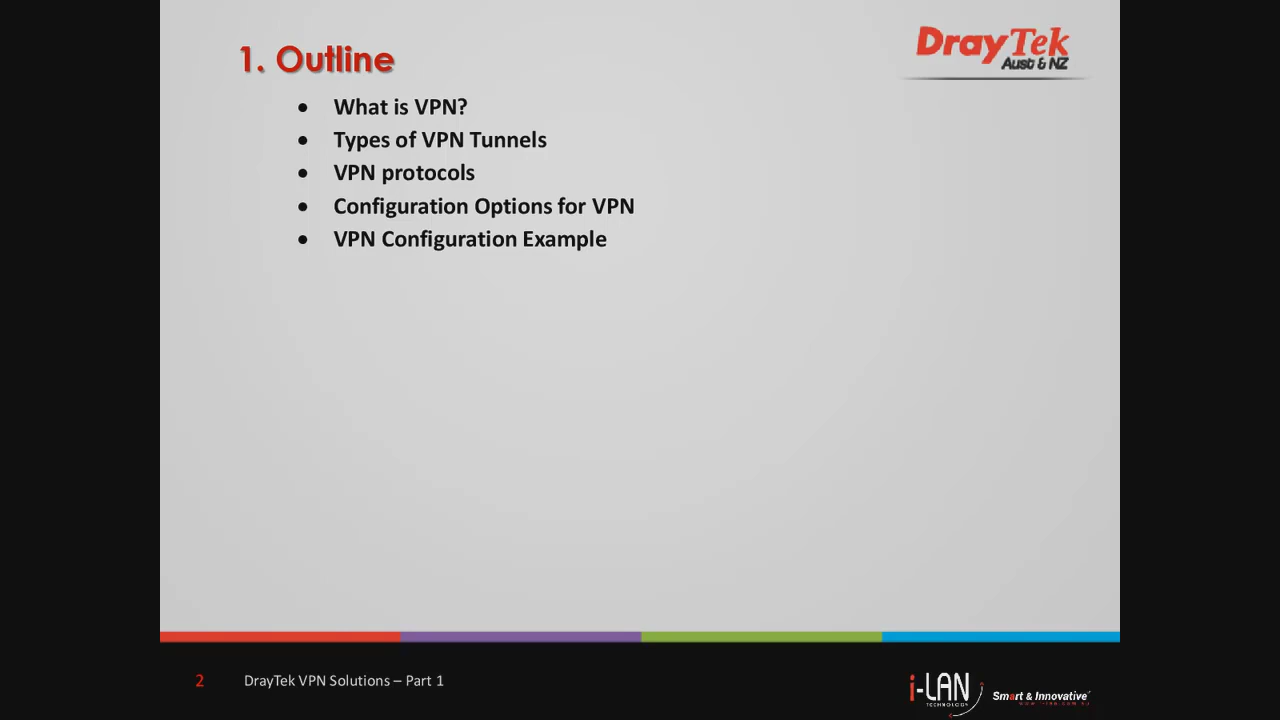 1. Outline
DrayTek
Aust & NZ
• What is VPN?
• Types of VPN Tunnels
• VPN protocols
• Configuration Options for VPN
• VPN Configuration Example
2
DrayTek VPN Solutions – Part 1
i-LAN
TECHNOLOGY
Smart & Innovative